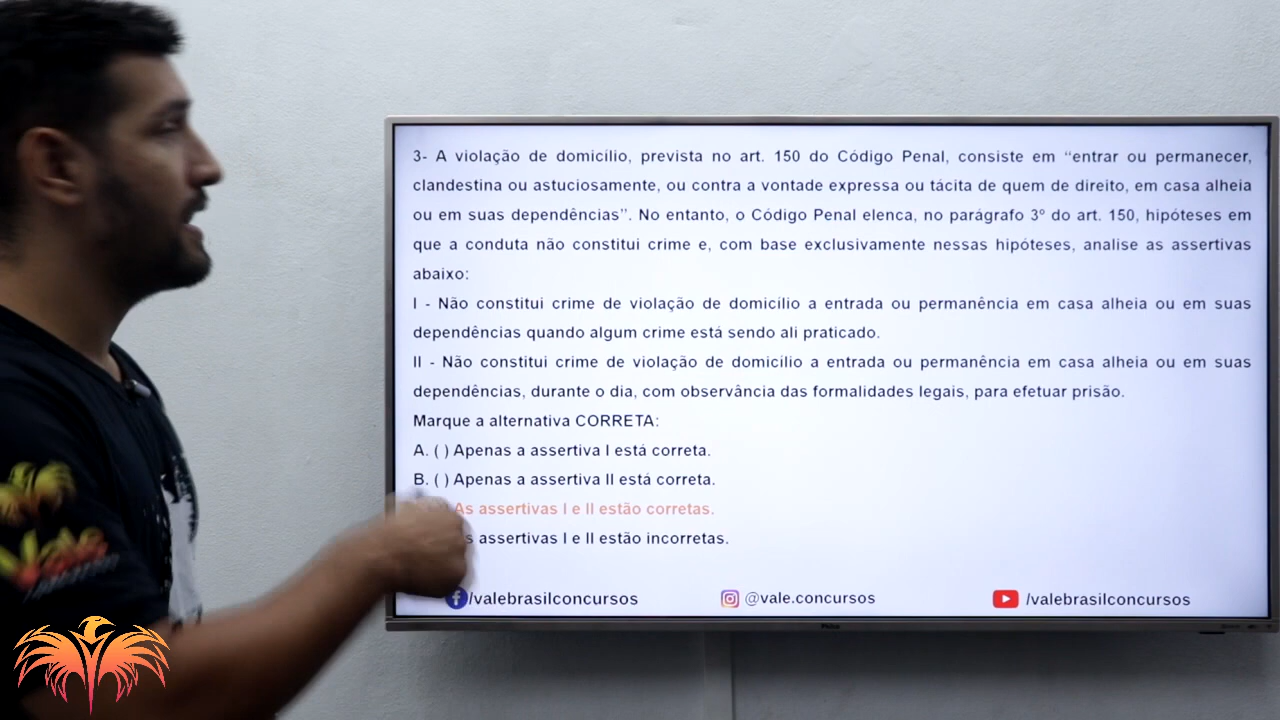 3- A violação de domicílio, prevista no art. 150 do Código Penal, consiste em “entrar ou permanecer,
clandestina ou astuciosamente, ou contra a vontade expressa ou tácita de quem de direito, em casa alheia
ou em suas dependências”. No entanto, o Código Penal elenca, no parágrafo 3º do art. 150, hipóteses em
que a conduta não constitui crime e, com base exclusivamente nessas hipóteses, analise as assertivas
abaixo:
I - Não constitui crime de violação de domicílio a entrada ou permanência em casa alheia ou em suas
dependências quando algum crime está sendo ali praticado.
II - Não constitui crime de violação de domicílio a entrada ou permanência em casa alheia ou em suas
dependências, durante o dia, com observância das formalidades legais, para efetuar prisão.
Marque a alternativa CORRETA:
A. ( ) Apenas a assertiva I está correta.
B. ( ) Apenas a assertiva II está correta.
As assertivas I e II estão corretas.
assertivas I e II estão incorretas.
/valebrasilconcursos
@vale.concursos
/valebrasilconcursos